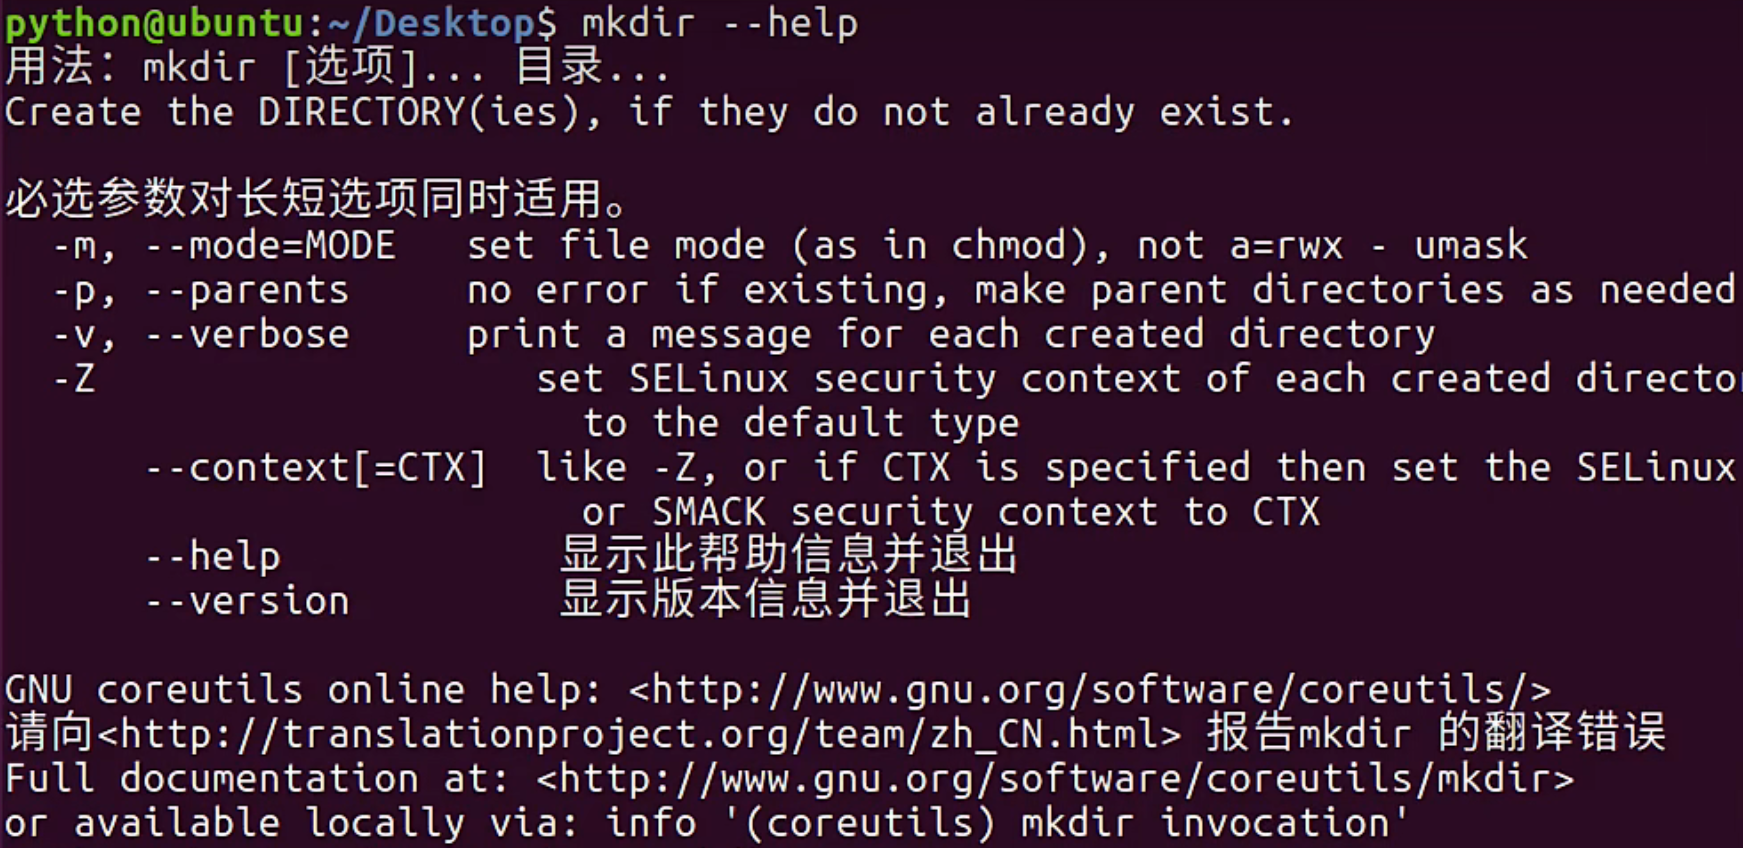 python@ubuntu:~/Desktop$ mkdir --help
用法：mkdir [选项]... 目录...
Create the DIRECTORY(ies), if they do not already exist.
必选参数对长短选项同时适用。
  -m, --mode=MODE   set file mode (as in chmod), not a=rwx - umask
  -p, --parents     no error if existing, make parent directories as needed
  -v, --verbose     print a message for each created directory
  -Z                   set SELinux security context of each created director
                         to the default type
      --context[=CTX]  like -Z, or if CTX is specified then set the SELinux
                         or SMACK security context to CTX
      --help            显示此帮助信息并退出
      --version         显示版本信息并退出
GNU coreutils online help: <http://www.gnu.org/software/coreutils/>
请向<http://translationproject.org/team/zh_CN.html> 报告mkdir 的翻译错误
Full documentation at: <http://www.gnu.org/software/coreutils/mkdir>
or available locally via: info '(coreutils) mkdir invocation'